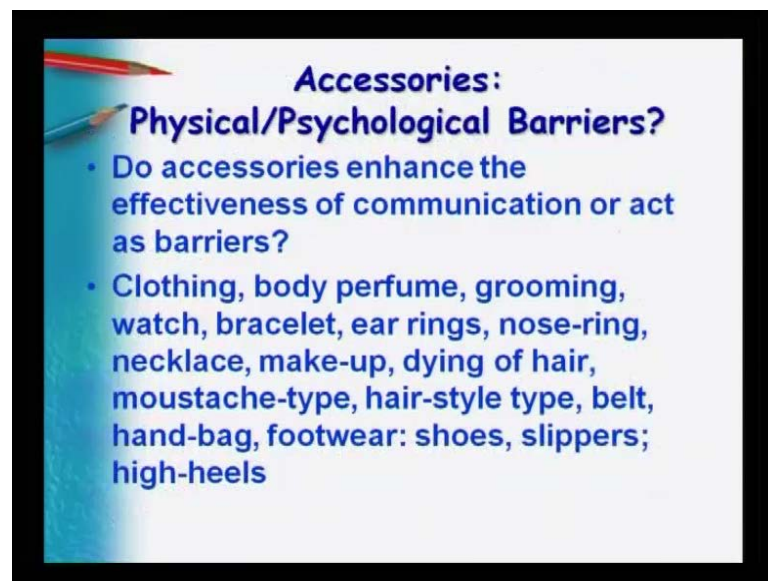 Accessories:
Physical/Psychological Barriers?
• Do accessories enhance the
effectiveness of communication or act
as barriers?
• Clothing, body perfume, grooming,
watch, bracelet, ear rings, nose-ring,
necklace, make-up, dying of hair,
moustache-type, hair-style type, belt,
hand-bag, footwear: shoes, slippers;
high-heels